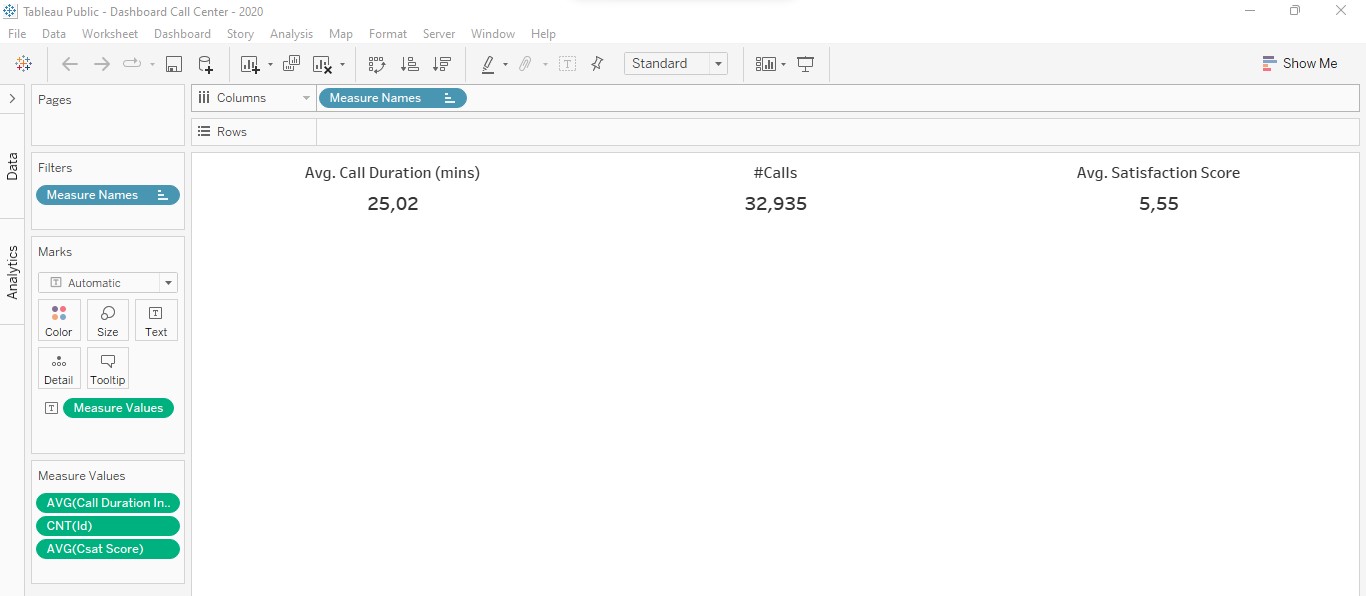 Tableau Public - Dashboard Call Center - 2020
File Data Worksheet Dashboard Story Analysis Map Format Server Window Help
Standard
Show Me
Data
Analytics
Pages
Filters
Measure Names
Marks
T Automatic
Color Size T Text
Detail Tooltip
T Measure Values
Measure Values
AVG(Call Duration In..
CNT(Id)
AVG(Csat Score)
Columns Measure Names
Rows
Avg. Call Duration (mins) #Calls Avg. Satisfaction Score
25,02 32,935 5,55